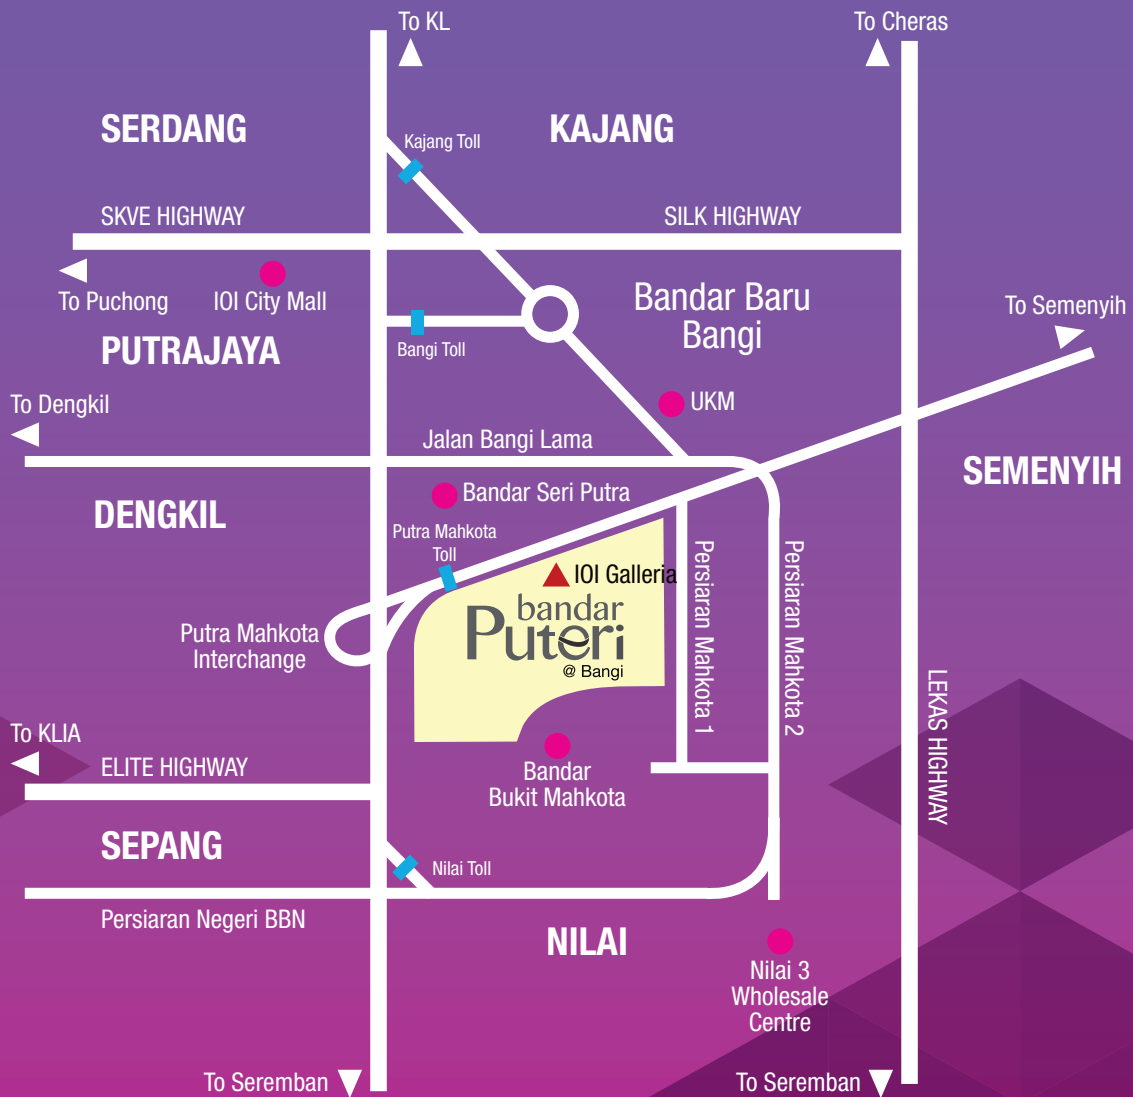 To KL
To Cheras
SERDANG
KAJANG
Kajang Toll
SKVE HIGHWAY
SILK HIGHWAY
To Puchong
IOI City Mall
Bandar Baru
Bangi
To Semenyih
PUTRAJAYA
Bangi Toll
To Dengkil
UKM
Jalan Bangi Lama
SEMENYIH
Bandar Seri Putra
DENGKIL
Putra Mahkota
Toll
IOI Galleria
bandar
Puteri
@ Bangi
Persiaran Mahkota 1
Persiaran Mahkota 2
Putra Mahkota
Interchange
LEKAS HIGHWAY
To KLIA
ELITE HIGHWAY
Bandar
Bukit Mahkota
SEPANG
Nilai Toll
Persiaran Negeri BBN
NILAI
Nilai 3
Wholesale
Centre
To Seremban
To Seremban